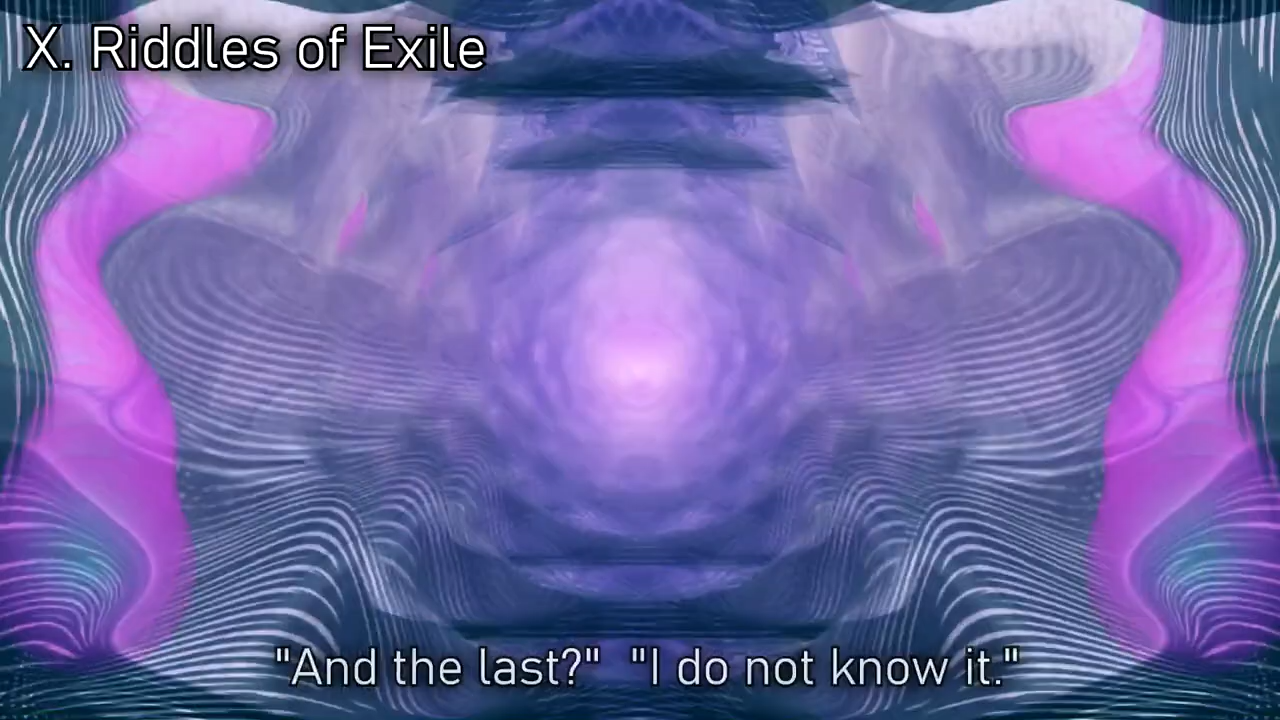 X. Riddles of Exile
"And the last?" "I do not know it."